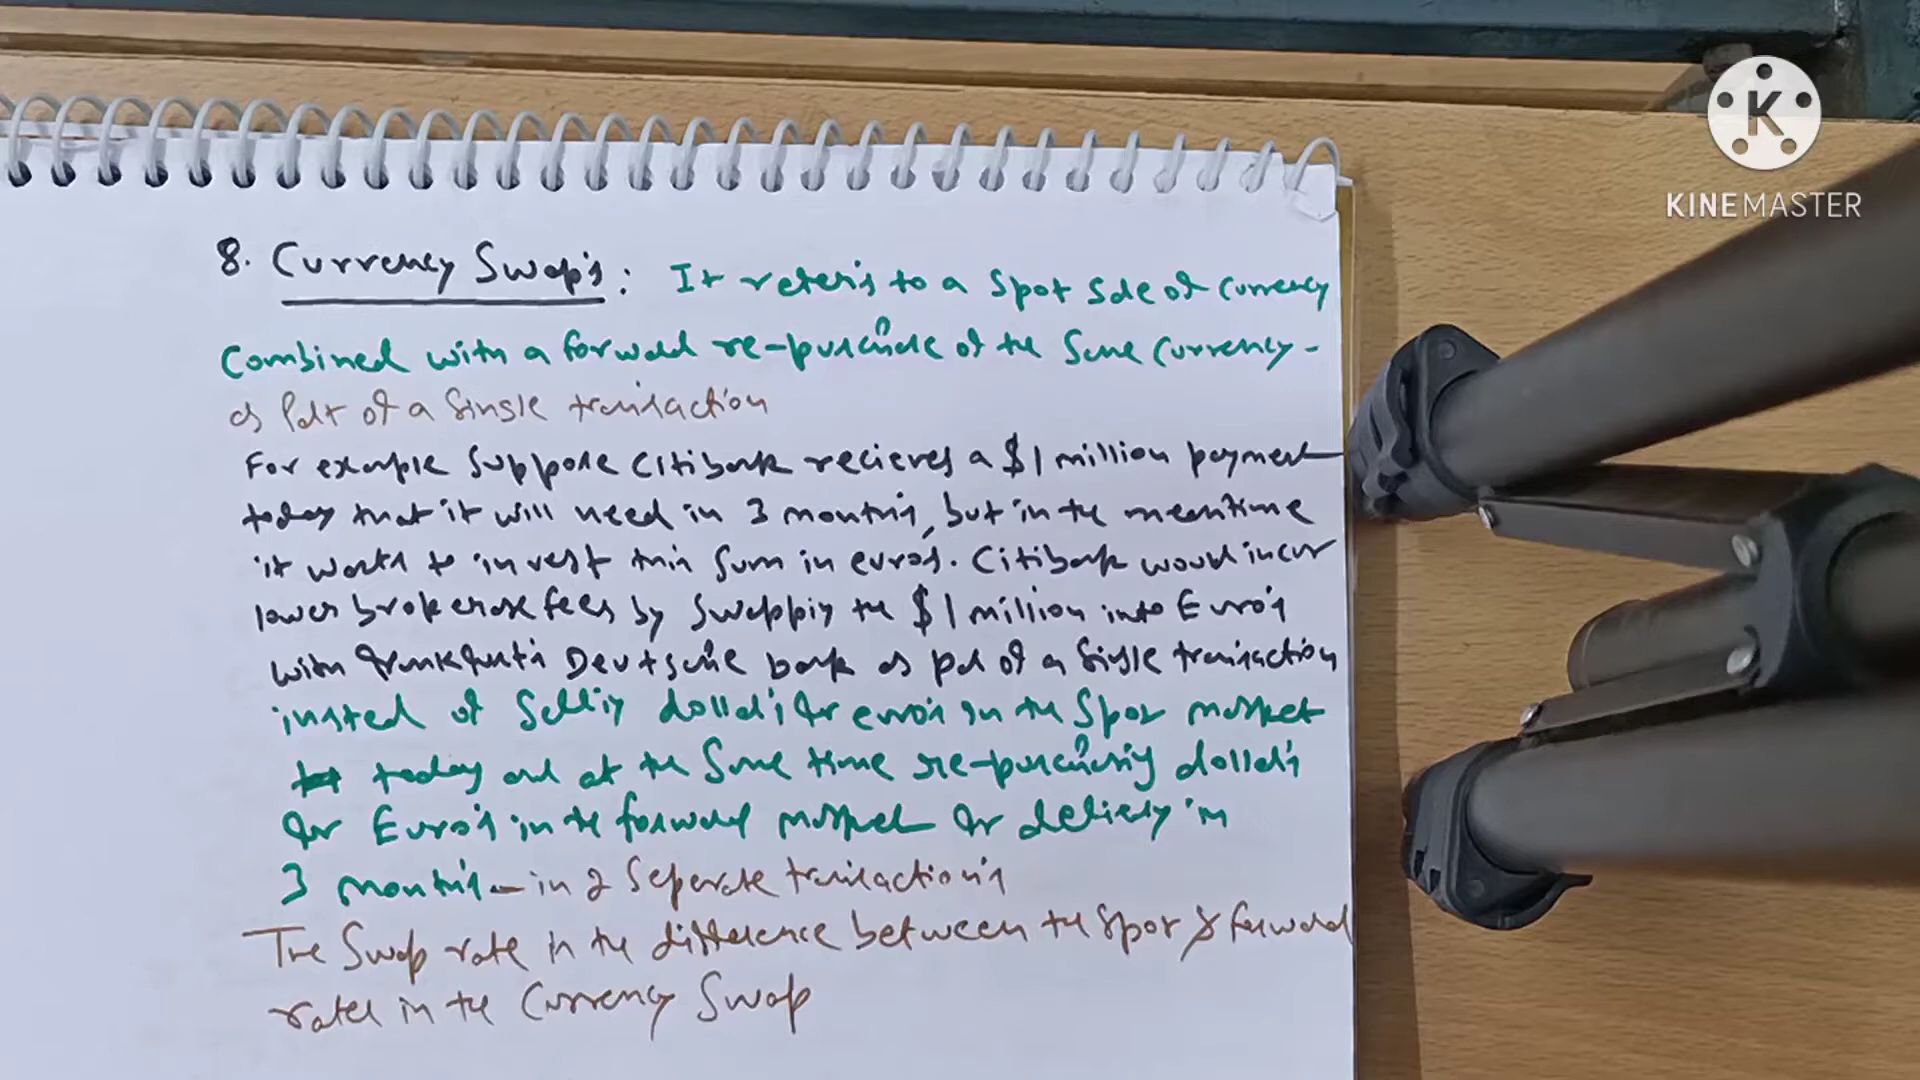 8. Currency Swap's: It refer's to a Spot Sale of Currency
Combined with a forward re-purchase of the Same Currency -
as Part of a Single transaction
For example Suppose Citibank recieves a $1 million payment
today that it will need in 3 months, but in the meantime
it wants to invest this Sum in euros. Citibank would incur
lower brokerage fees by Swapping the $1 million into Euro's
with frankfurt's Deutsche bank as part of a Single transaction
insted of Selling dollar's for euros in the Spot market
today and at the Same time re-purchasing dollar's
for Euro's in the forward market for delivery in
3 months - in 2 Seperate transaction's
The Swap rate is the difference between the Spot & forward
rates in the Currency Swap
KINEMASTER